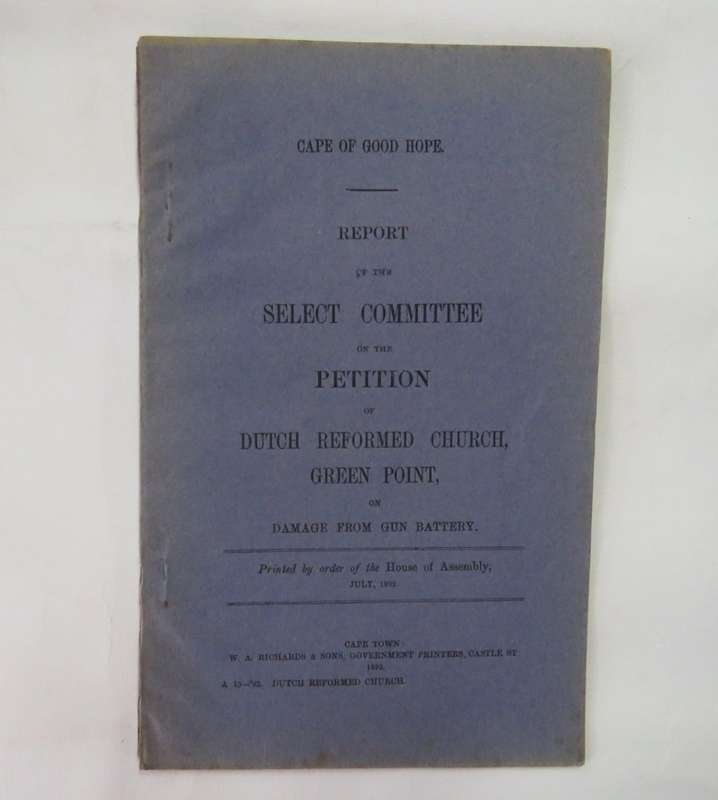 CAPE OF GOOD HOPE.
REPORT
OF THE
SELECT COMMITTEE
ON THE
PETITION
OF
DUTCH REFORMED CHURCH,
GREEN POINT,
ON
DAMAGE FROM GUN BATTERY.
Printed by order of the House of Assembly,
JULY, 1892.
CAPE TOWN:
W. A. RICHARDS & SONS, GOVERNMENT PRINTERS, CASTLE ST
1892.
DUTCH REFORMED CHURCH.